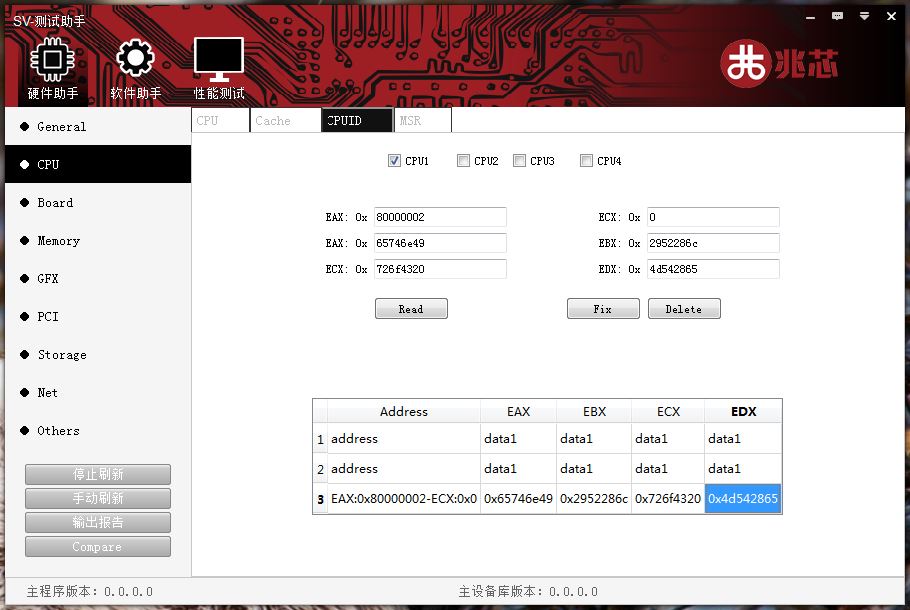 SV-测试助手
硬件助手 软件助手 性能测试
兆芯
General
CPU
Board
Memory
GFX
PCI
Storage
Net
Others
停止刷新
手动刷新
输出报告
Compare
CPU Cache CPUID MSR
CPU1 CPU2 CPU3 CPU4
EAX: 0x 80000002 ECX: 0x 0
EAX: 0x 65746e49 EBX: 0x 2952286c
ECX: 0x 726f4320 EDX: 0x 4d542865
Read Fix Delete
Address EAX EBX ECX EDX
1 address data1 data1 data1 data1
2 address data1 data1 data1 data1
3 EAX:0x80000002-ECX:0x0 0x65746e49 0x2952286c 0x726f4320 0x4d542865
主程序版本: 0.0.0.0 主设备库版本: 0.0.0.0